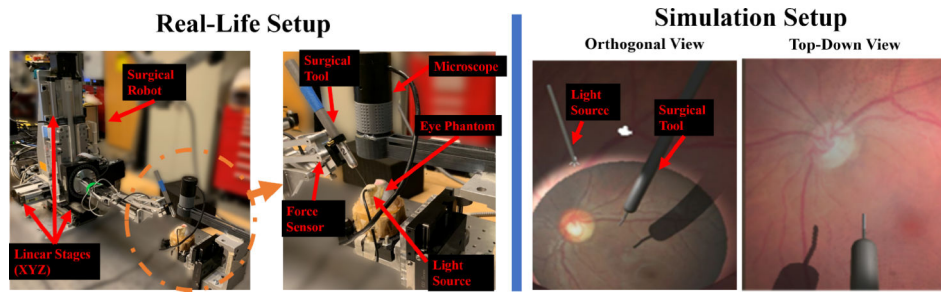 Real-Life Setup
Surgical
Robot
Linear Stages
(XYZ)
Surgical
Tool
Microscope
Eye Phantom
Force
Sensor
Light
Source
Simulation Setup
Orthogonal View
Top-Down View
Light
Source
Surgical
Tool